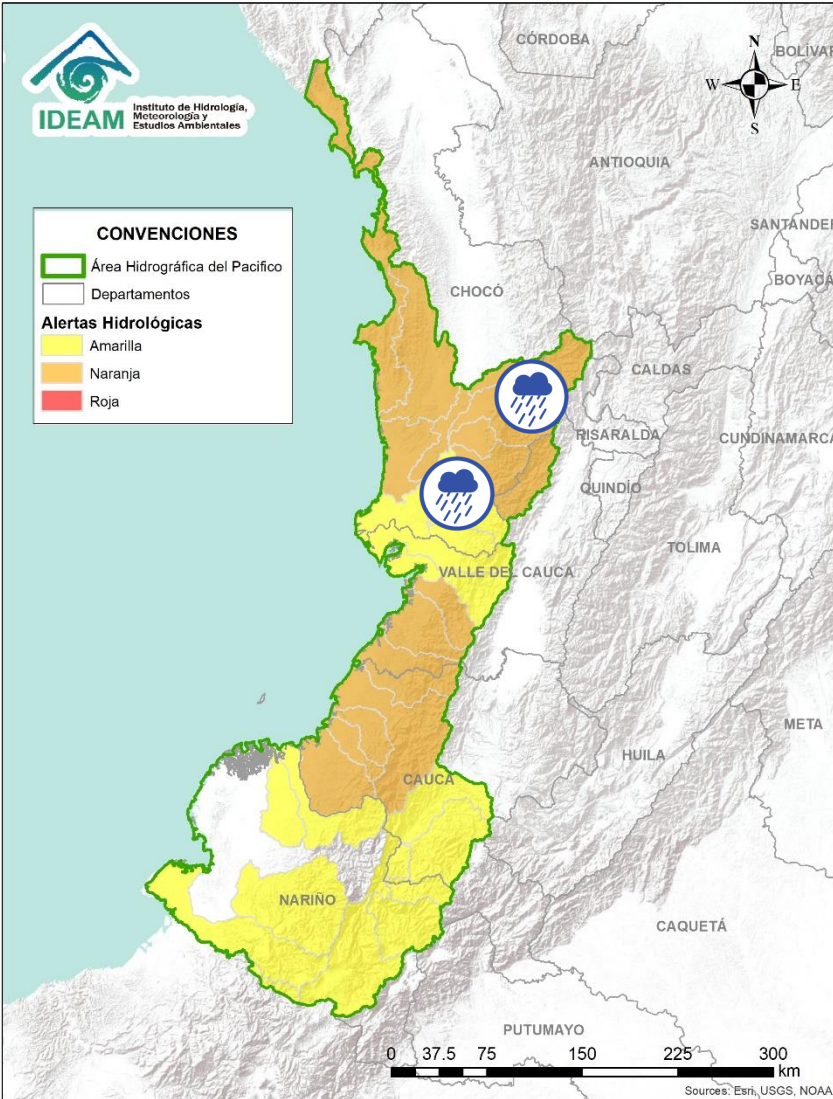 IDEAM
Instituto de Hidrología,
Meteorología y
Estudios Ambientales
N
W
E
S
CÓRDOBA
BOLÍVAR
ANTIOQUIA
SANTANDER
BOYACÁ
CHOCÓ
CALDAS
RISARALDA
CUNDINAMARCA
QUINDÍO
TOLIMA
VALLE DEL CAUCA
META
HUILA
CAUCA
NARIÑO
CAQUETÁ
PUTUMAYO
CONVENCIONES
Área Hidrográfica del Pacifico
Departamentos
Alertas Hidrológicas
Amarilla
Naranja
Roja
0 37.5 75 150 225 300
km
Sources: Esri, USGS, NOAA